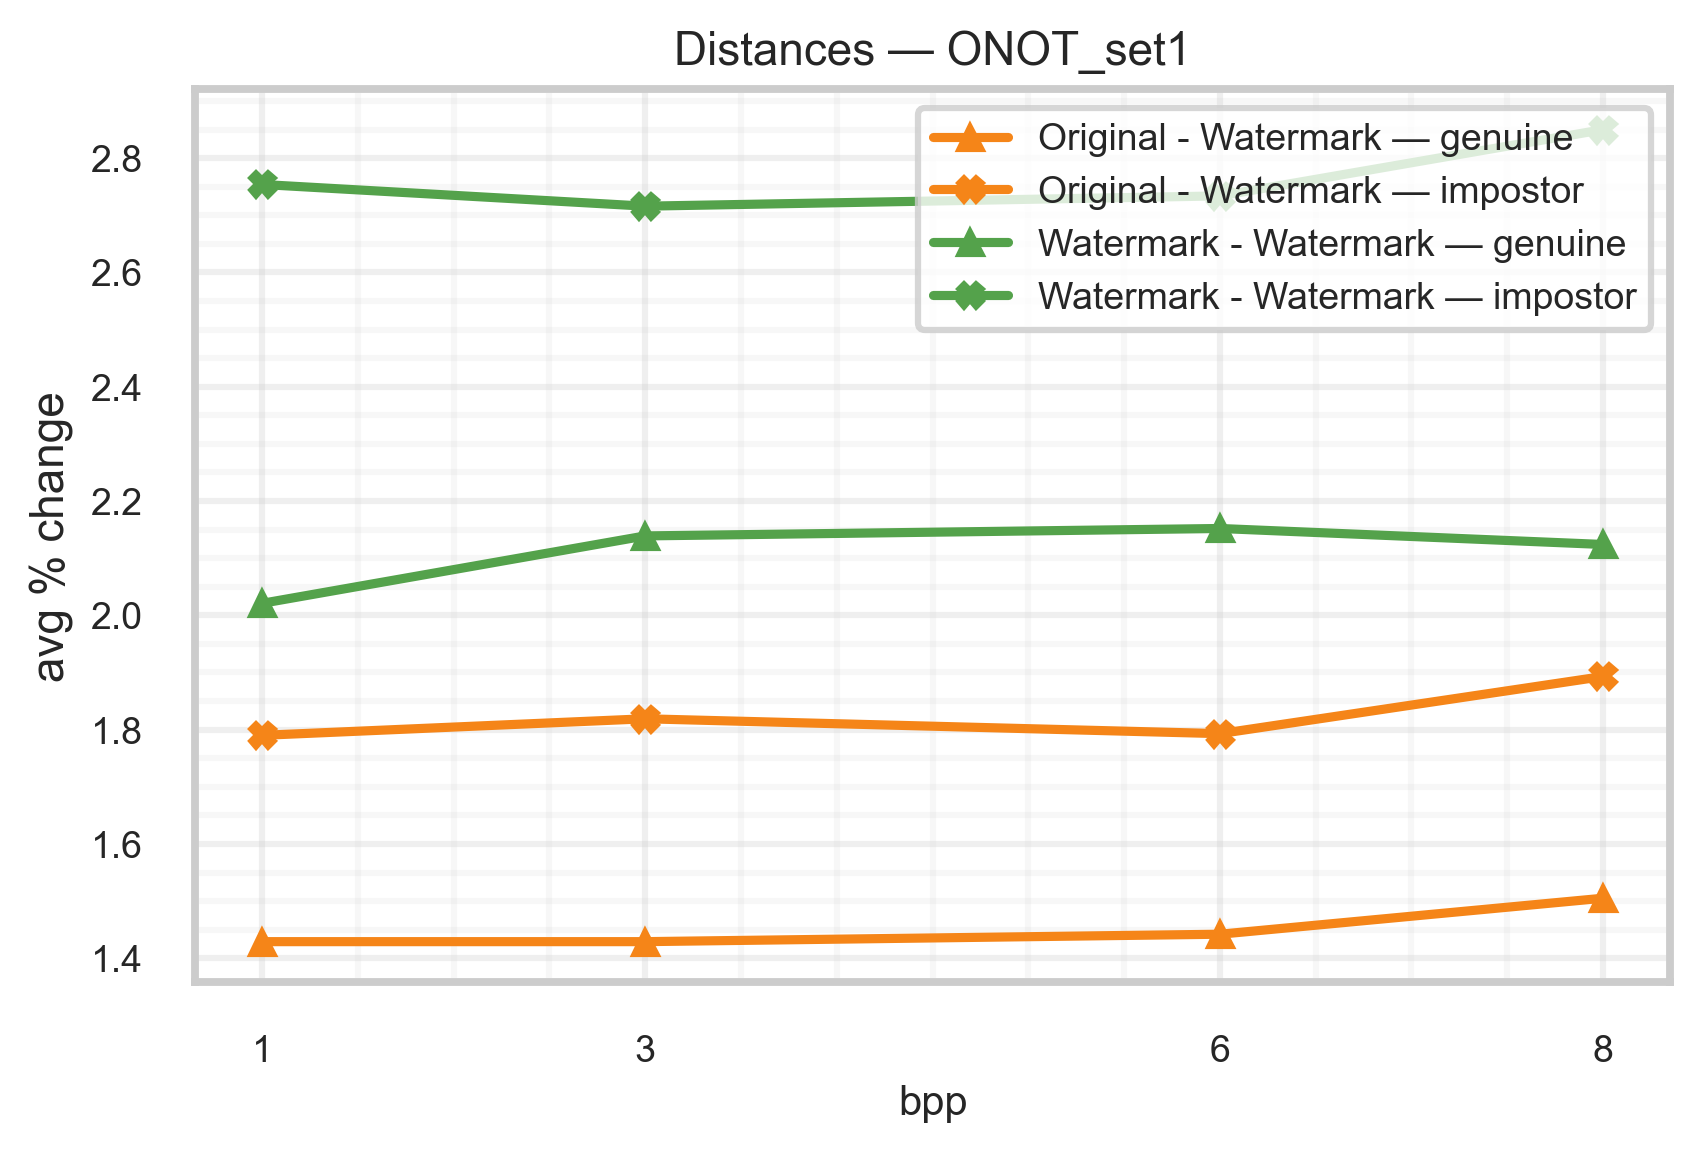 Distances — ONOT_set1
Original - Watermark — genuine
Original - Watermark — impostor
Watermark - Watermark — genuine
Watermark - Watermark — impostor
avg % change
2.8
2.6
2.4
2.2
2.0
1.8
1.6
1.4
1 3 6 8
bpp